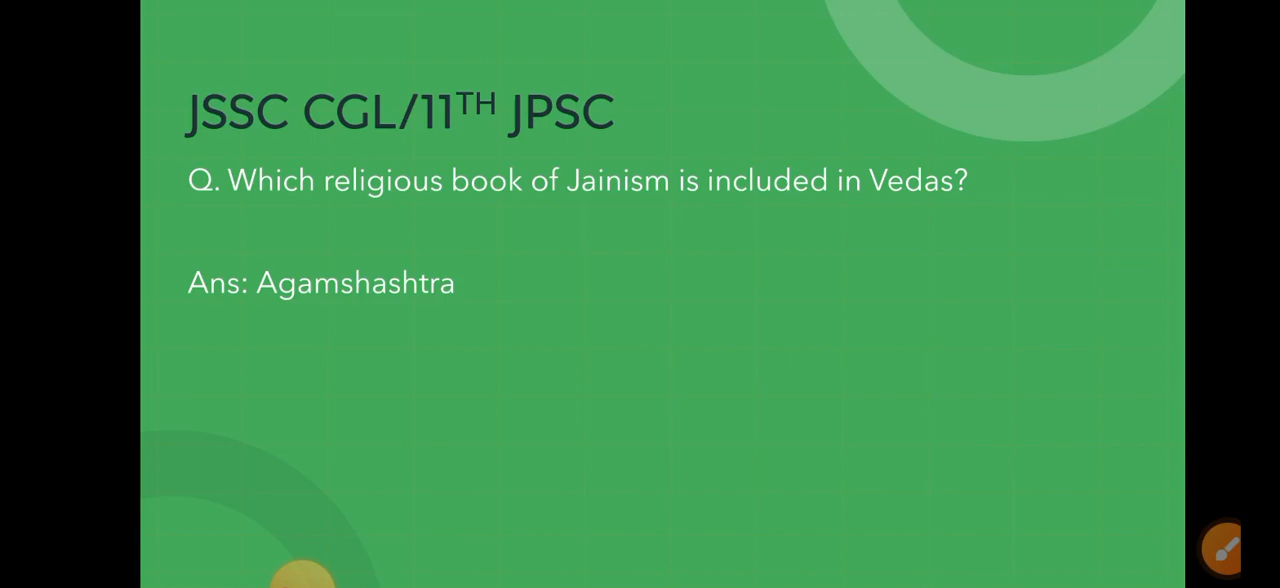 JSSC CGL/11TH JPSC
Q. Which religious book of Jainism is included in Vedas?
Ans: Agamshashtra